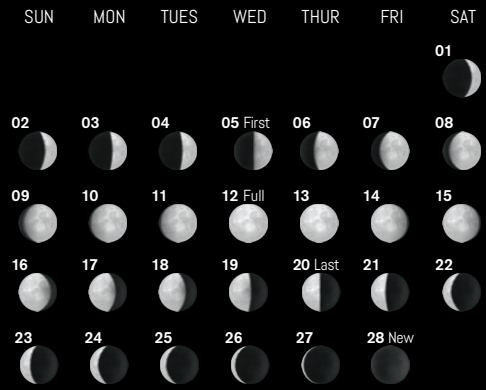 SUN MON TUES WED THUR FRI SAT
01
02 03 04 05 First 06 07 08
09 10 11 12 Full 13 14 15
16 17 18 19 20 Last 21 22
23 24 25 26 27 28 New